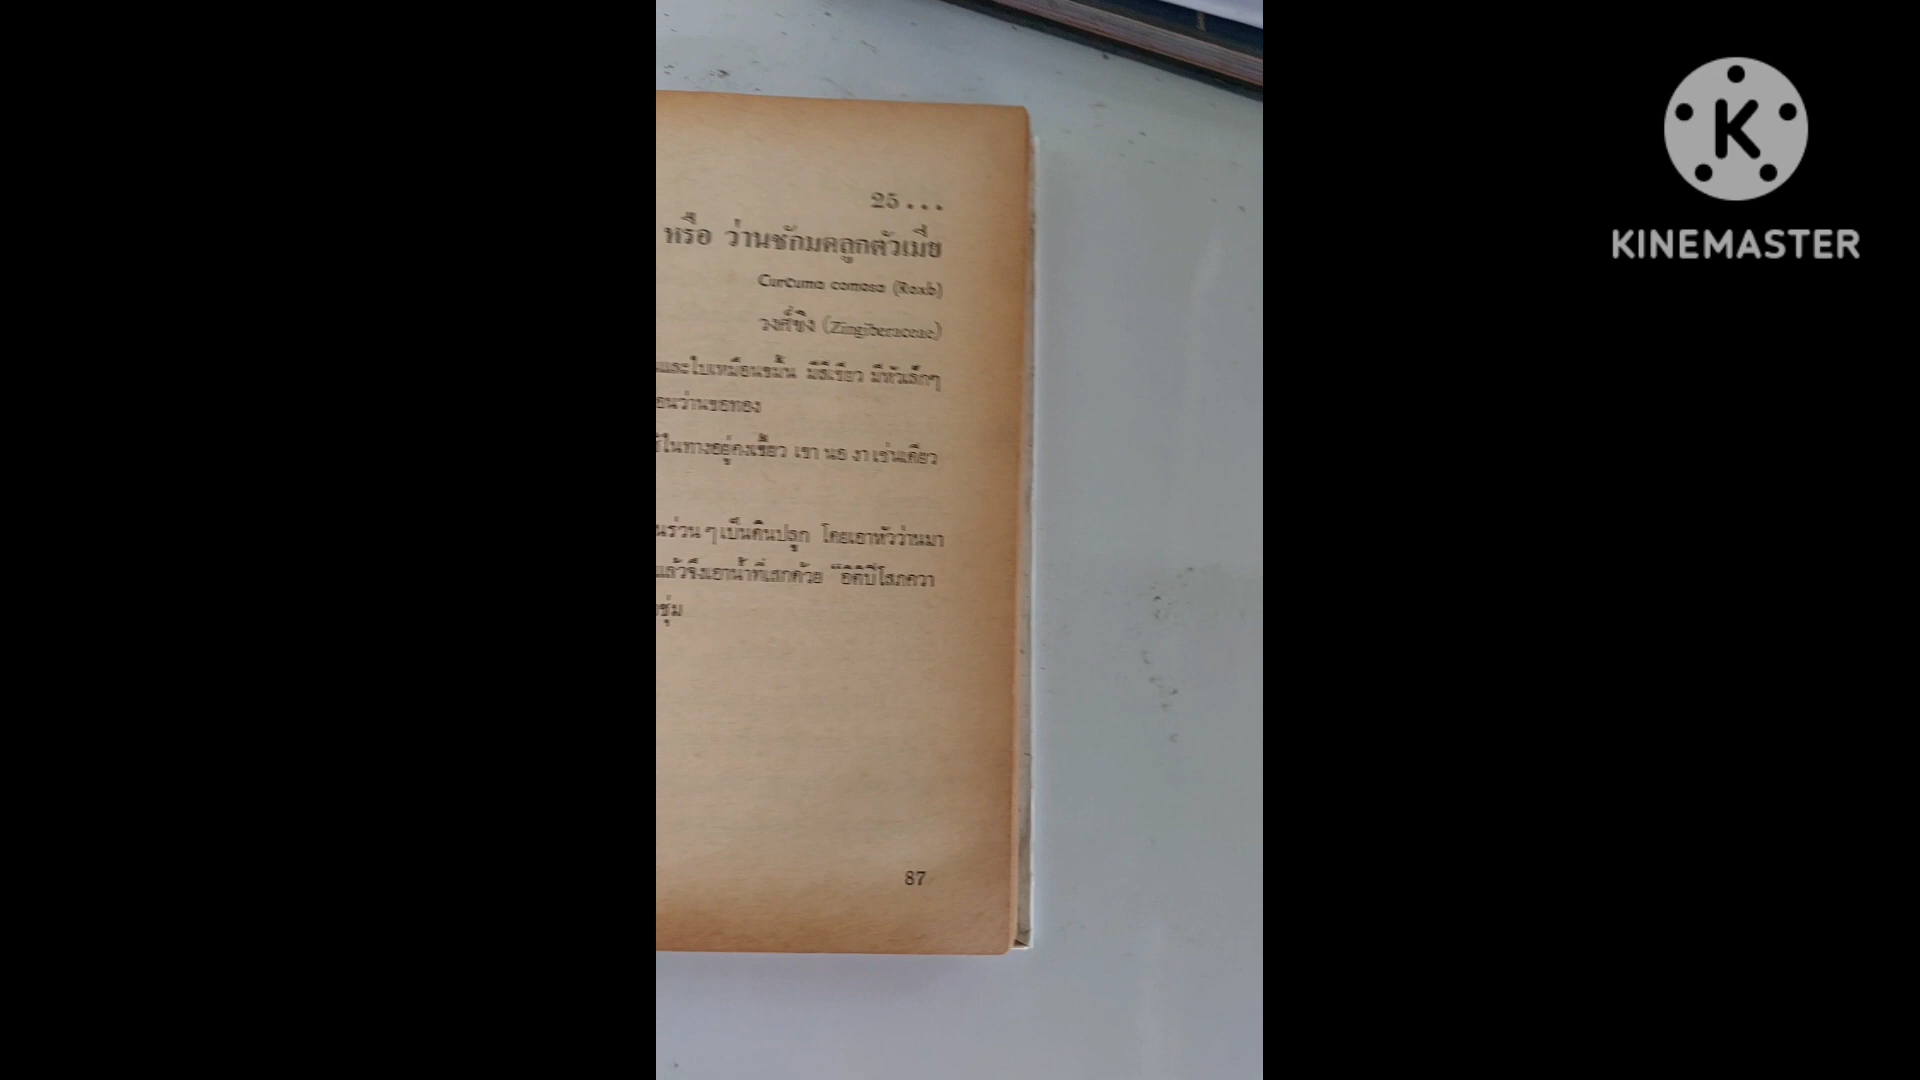 25...
หรือ ว่านชักมดลูกตัวเมีย
Curcuma comosa (Roxb)
วงศ์ขิง (Zingiberaceae)
และใบเหมือนขมิ้น มีสีเขียว มีหัวเล็กๆ
อนว่านขอทอง
ในทางอยู่คงเขี้ยว เขา นอ งา เช่นเดียว
นร่วน ๆ เป็นดินปลูก โดยเอาหัวว่านมา
แล้วจึงเอาน้ำที่เสกด้วย "อิติปิโสภควา
ชุ่ม
87
KINEMASTER